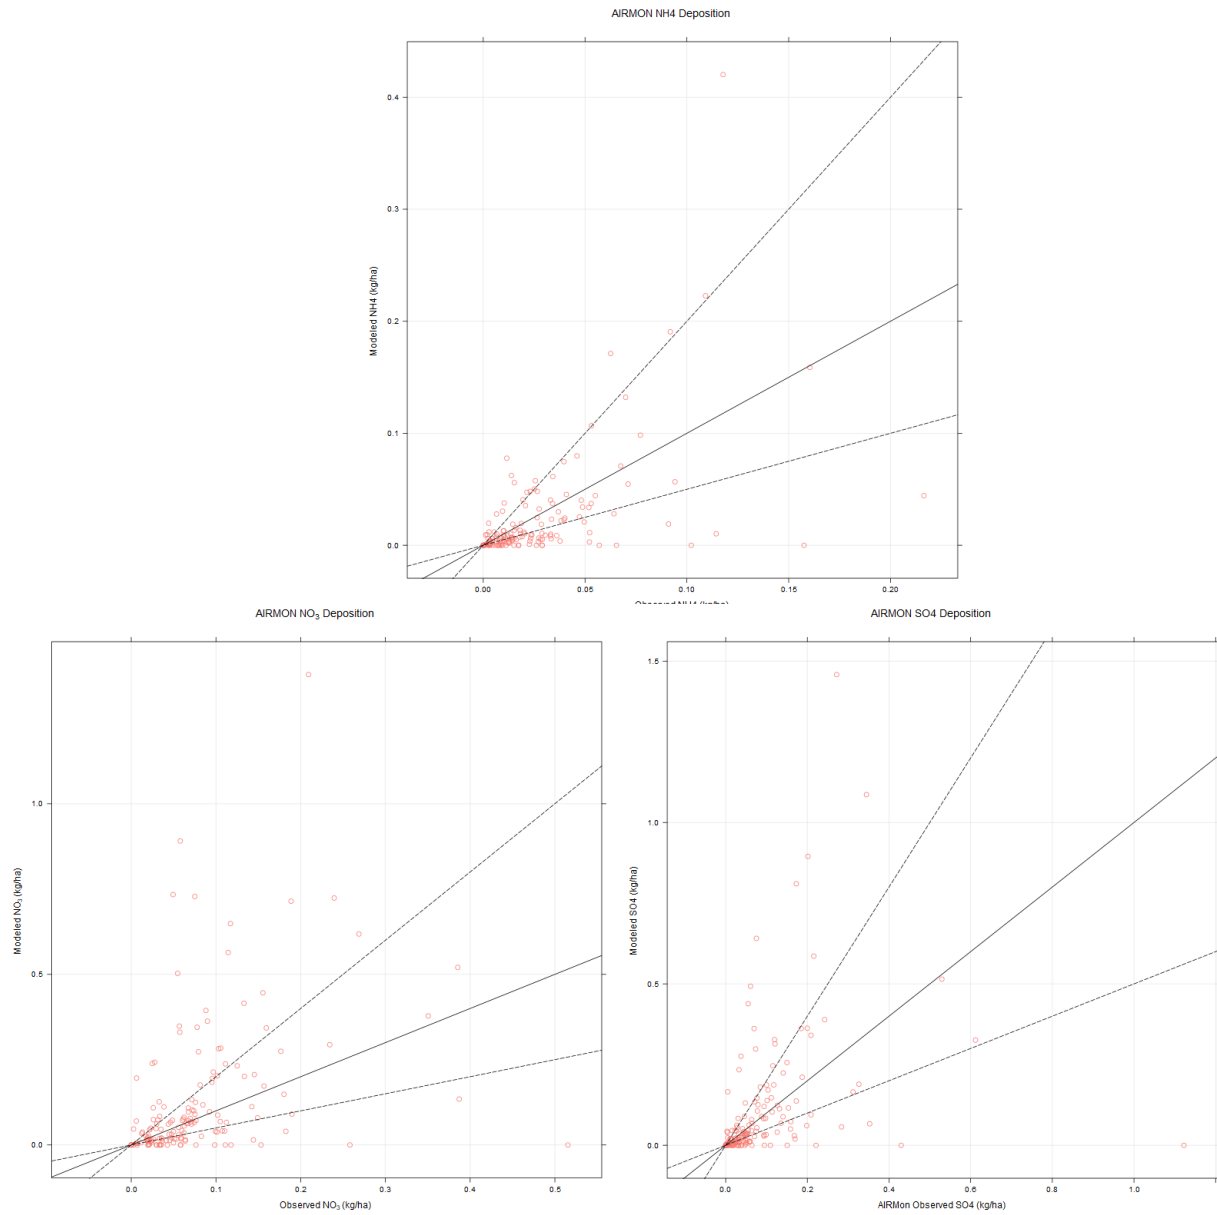 AIRMON NH4 Deposition
Modeled NH4 (kg/ha)
0.4
0.3
0.2
0.1
0.0
0.00 0.05 0.10 0.15 0.20
Observed NH4 (kg/ha)
AIRMON NO₃ Deposition
Modeled NO₃ (kg/ha)
1.0
0.5
0.0
0.0 0.1 0.2 0.3 0.4 0.5
Observed NO₃ (kg/ha)
AIRMON SO4 Deposition
Modeled SO4 (kg/ha)
1.5
1.0
0.5
0.0
0.0 0.2 0.4 0.6 0.8 1.0
AIRMon Observed SO4 (kg/ha)